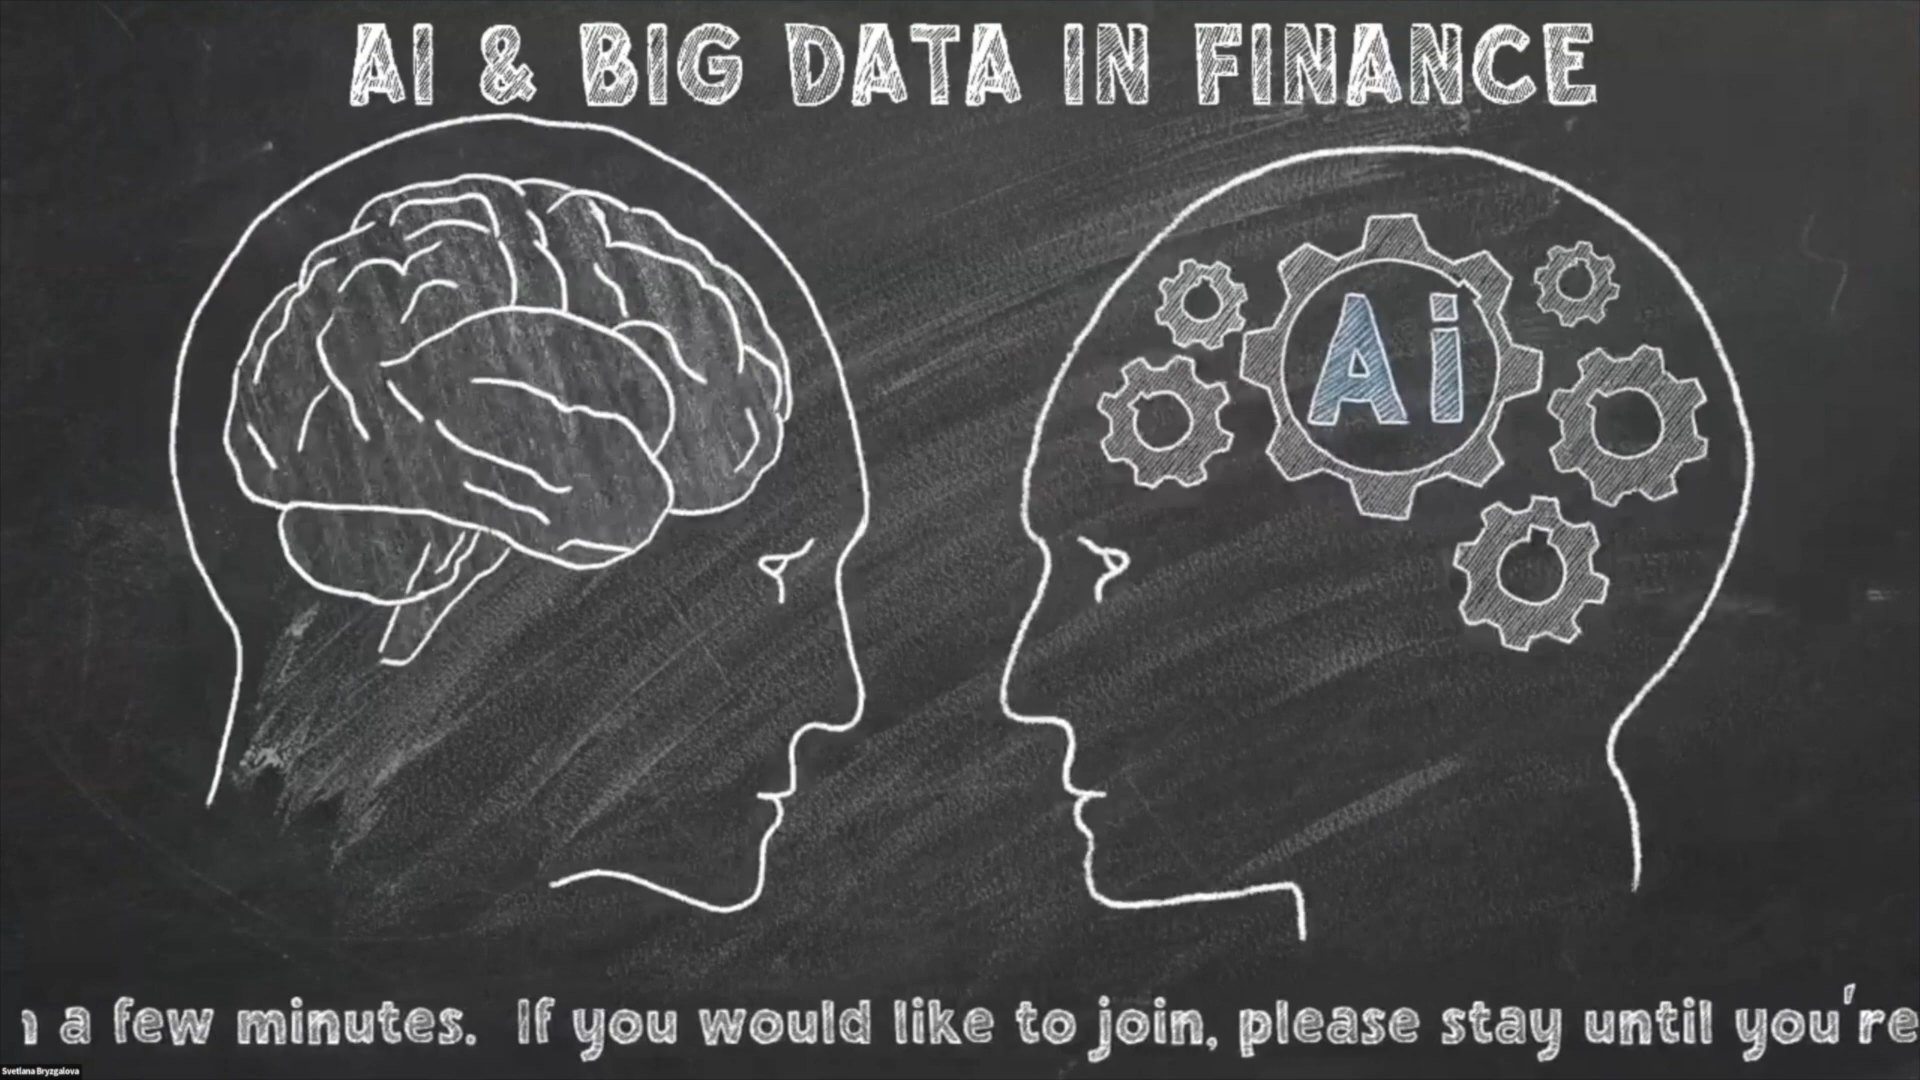 AI & BIG DATA IN FINANCE
Ai
a few minutes. If you would like to join, please stay until you're
Svetlana Bryzgalova